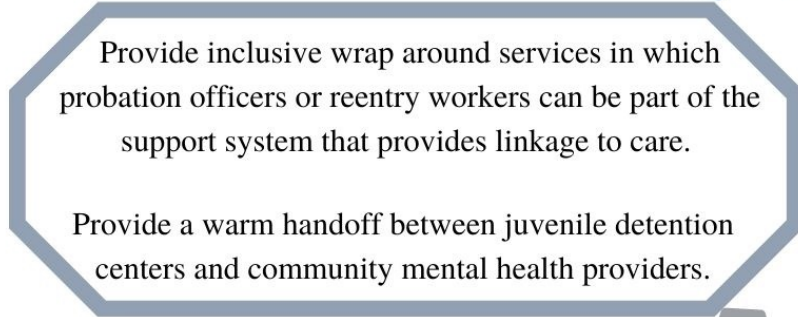 Provide inclusive wrap around services in which
probation officers or reentry workers can be part of the
support system that provides linkage to care.
Provide a warm handoff between juvenile detention
centers and community mental health providers.